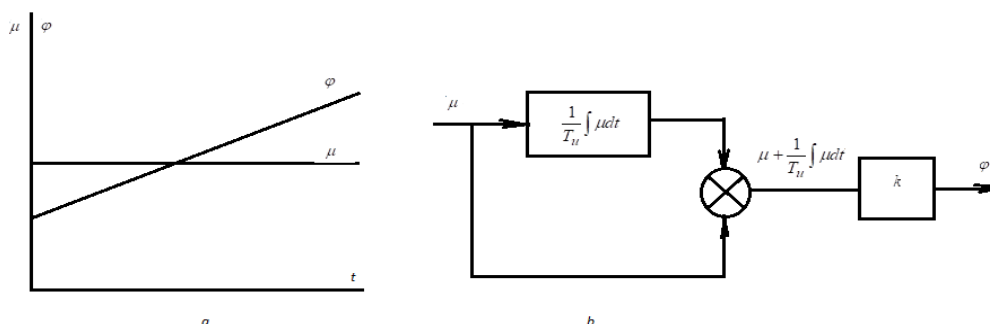 μ φ
φ
μ
t
a
μ
1/T_u ∫ μdt
μ + 1/T_u ∫ μdt
k
φ
b